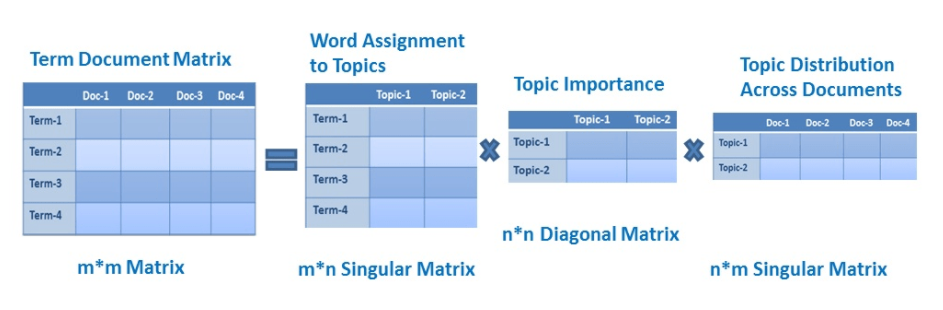 Term Document Matrix
Doc-1 Doc-2 Doc-3 Doc-4
Term-1
Term-2
Term-3
Term-4
m*m Matrix
Word Assignment
to Topics
Topic-1 Topic-2
Term-1
Term-2
Term-3
Term-4
m*n Singular Matrix
Topic Importance
Topic-1 Topic-2
Topic-1
Topic-2
n*n Diagonal Matrix
Topic Distribution
Across Documents
Doc-1 Doc-2 Doc-3 Doc-4
Topic-1
Topic-2
n*m Singular Matrix